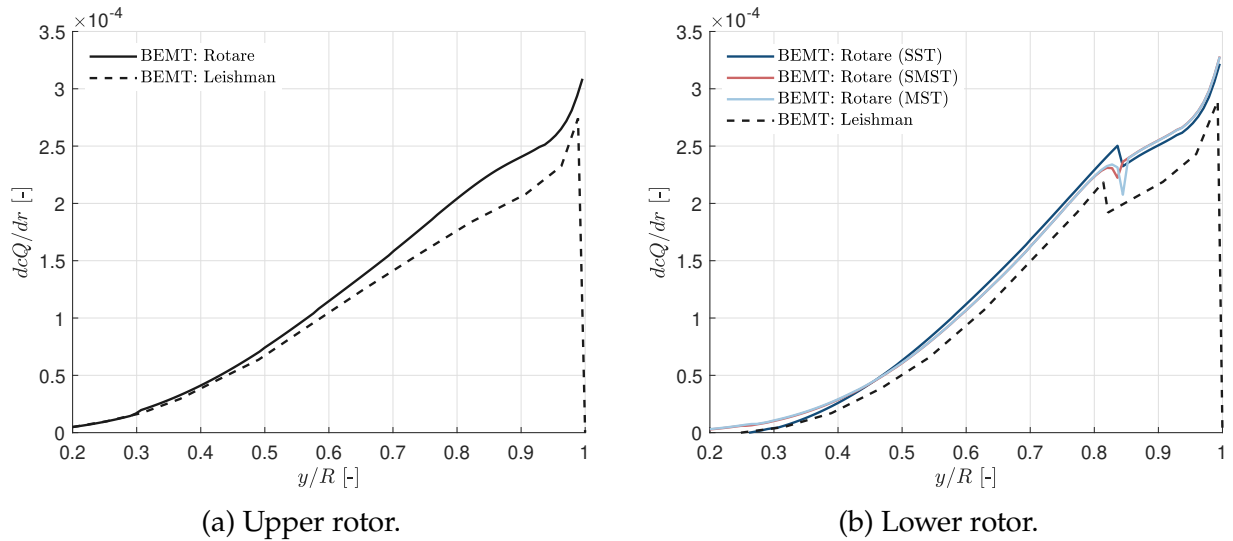 ×10⁻⁴
3.5
3
2.5
2
1.5
1
0.5
0
dcQ/dr [-]
BEMT: Rotare
BEMT: Leishman
0.2 0.3 0.4 0.5 0.6 0.7 0.8 0.9 1
y/R [-]
(a) Upper rotor.
×10⁻⁴
3.5
3
2.5
2
1.5
1
0.5
0
dcQ/dr [-]
BEMT: Rotare (SST)
BEMT: Rotare (SMST)
BEMT: Rotare (MST)
BEMT: Leishman
0.2 0.3 0.4 0.5 0.6 0.7 0.8 0.9 1
y/R [-]
(b) Lower rotor.